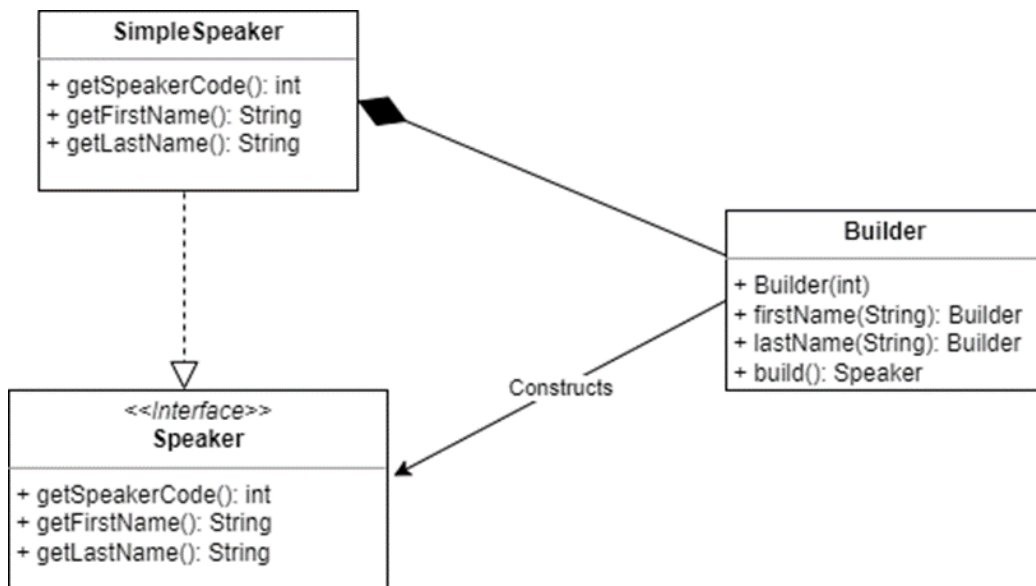 SimpleSpeaker
+ getSpeakerCode(): int
+ getFirstName(): String
+ getLastName(): String
Builder
+ Builder(int)
+ firstName(String): Builder
+ lastName(String): Builder
+ build(): Speaker
Constructs
<<Interface>>
Speaker
+ getSpeakerCode(): int
+ getFirstName(): String
+ getLastName(): String